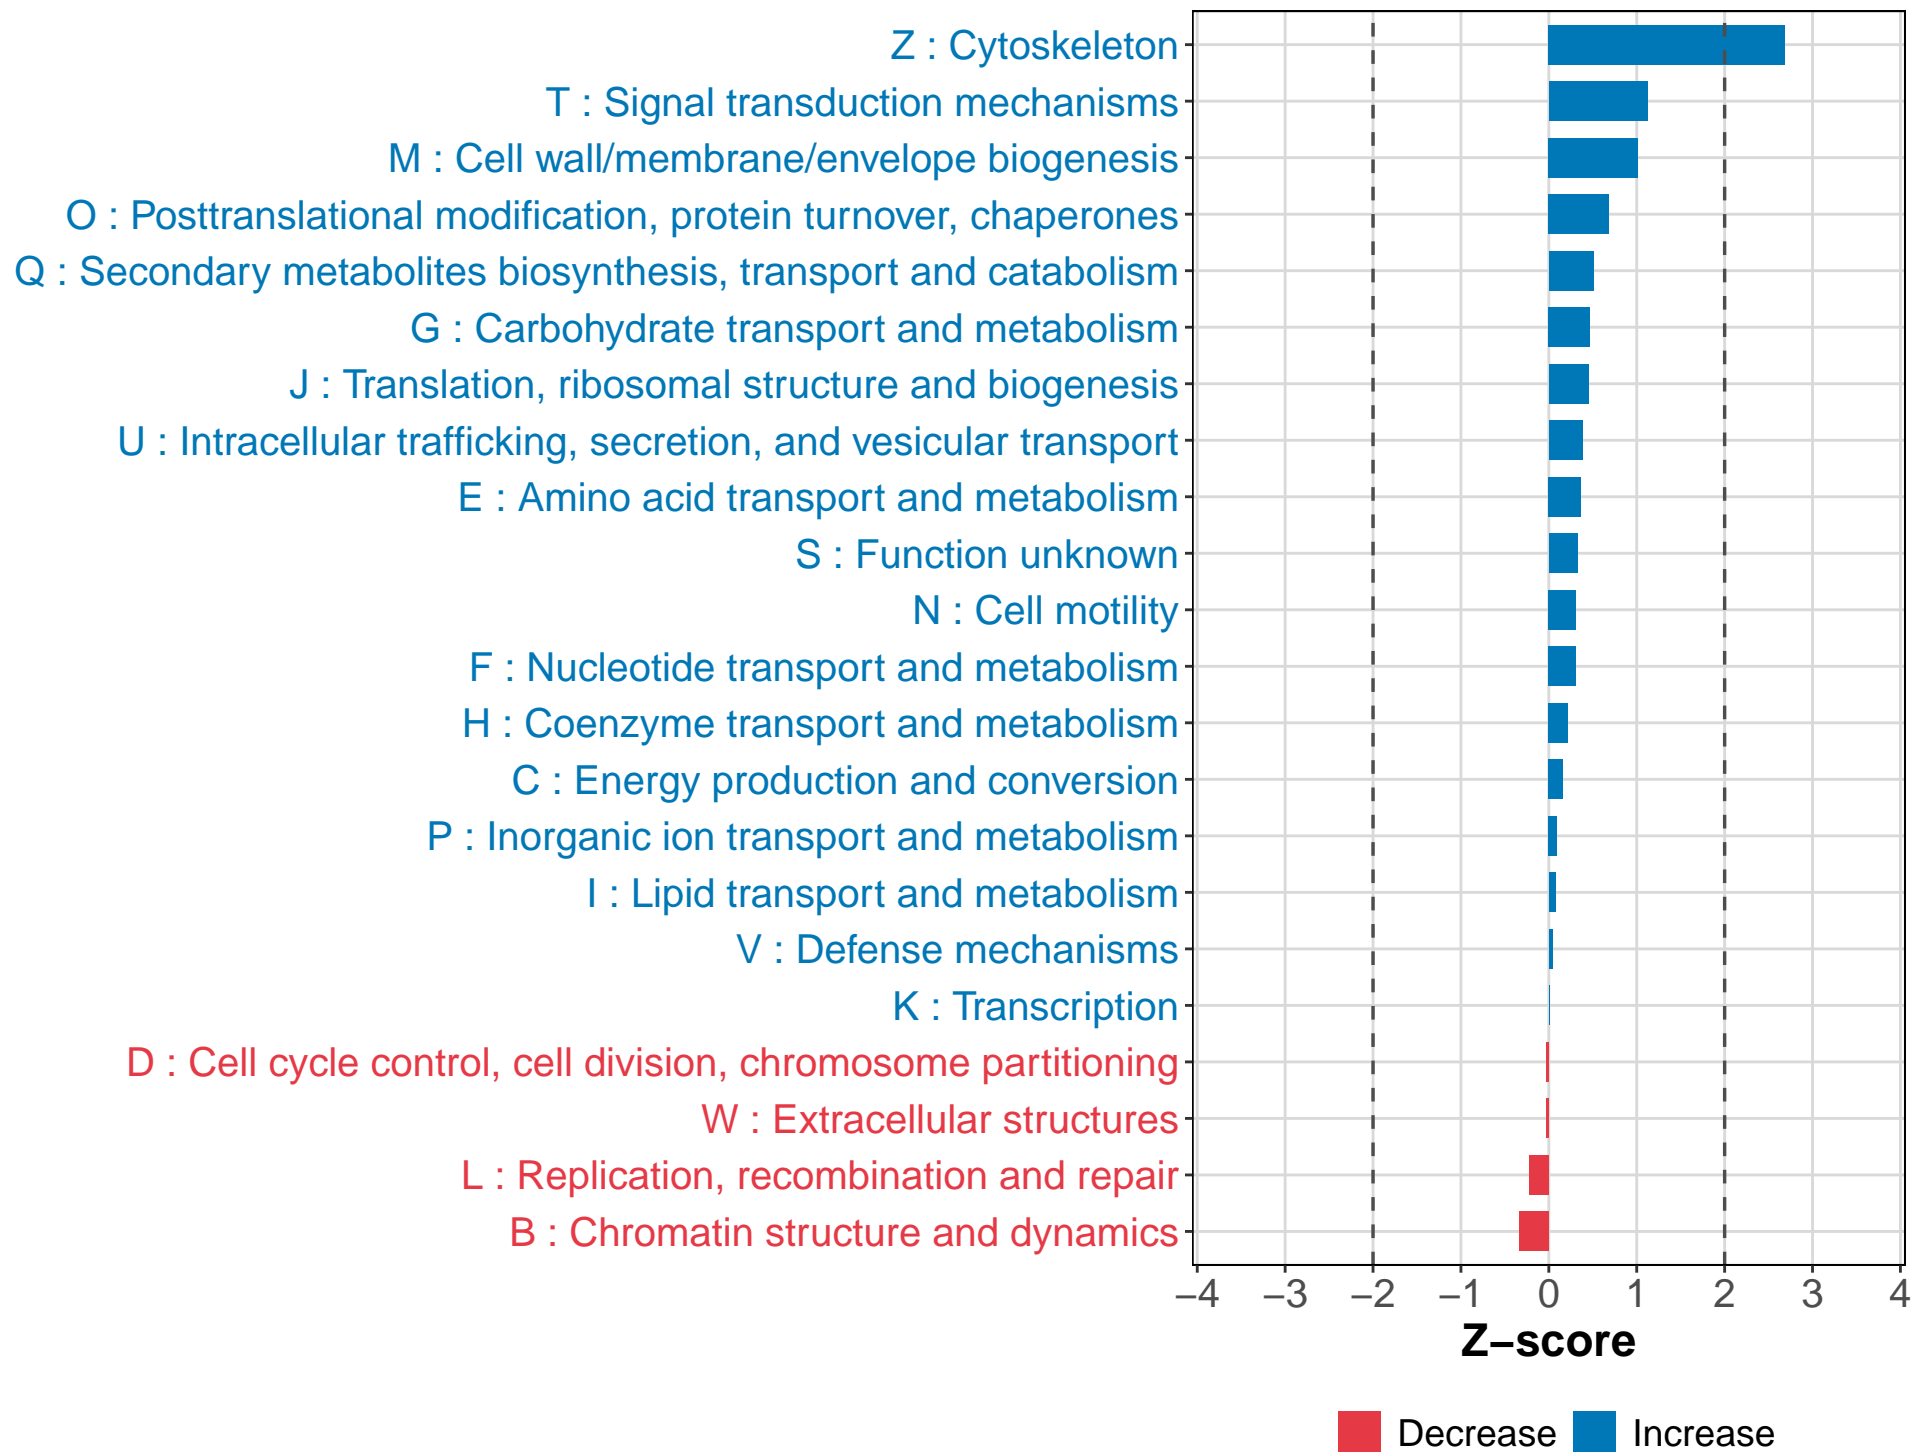 Z : Cytoskeleton
T : Signal transduction mechanisms
M : Cell wall/membrane/envelope biogenesis
O : Posttranslational modification, protein turnover, chaperones
Q : Secondary metabolites biosynthesis, transport and catabolism
G : Carbohydrate transport and metabolism
J : Translation, ribosomal structure and biogenesis
U : Intracellular trafficking, secretion, and vesicular transport
E : Amino acid transport and metabolism
S : Function unknown
N : Cell motility
F : Nucleotide transport and metabolism
H : Coenzyme transport and metabolism
C : Energy production and conversion
P : Inorganic ion transport and metabolism
I : Lipid transport and metabolism
V : Defense mechanisms
K : Transcription
D : Cell cycle control, cell division, chromosome partitioning
W : Extracellular structures
L : Replication, recombination and repair
B : Chromatin structure and dynamics
−4 −3 −2 −1 0 1 2 3 4
Z−score
Decrease Increase